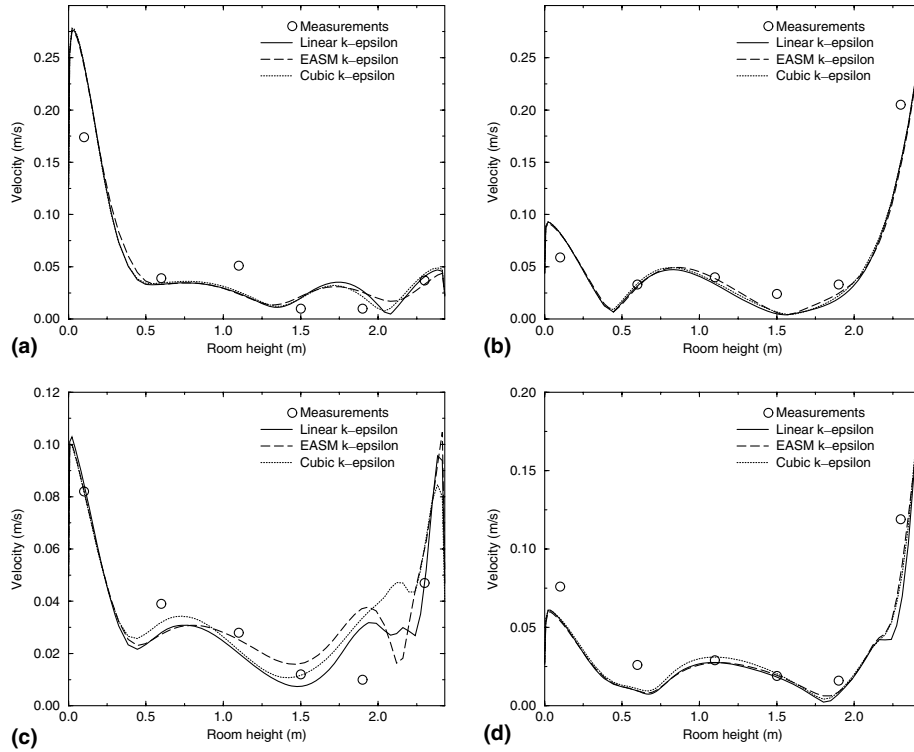 Measurements
Linear k–epsilon
EASM k–epsilon
Cubic k–epsilon
0.25
0.20
0.15
0.10
0.05
0.00
Velocity (m/s)
0.0 0.5 1.0 1.5 2.0
Room height (m)
(a)
Measurements
Linear k–epsilon
EASM k–epsilon
Cubic k–epsilon
0.25
0.20
0.15
0.10
0.05
0.00
Velocity (m/s)
0.0 0.5 1.0 1.5 2.0
Room height (m)
(b)
0.12
Measurements
Linear k–epsilon
EASM k–epsilon
Cubic k–epsilon
0.10
0.08
0.06
0.04
0.02
0.00
Velocity (m/s)
0.0 0.5 1.0 1.5 2.0
Room height (m)
(c)
0.20
Measurements
Linear k–epsilon
EASM k–epsilon
Cubic k–epsilon
0.15
0.10
0.05
0.00
Velocity (m/s)
0.0 0.5 1.0 1.5 2.0
Room height (m)
(d)